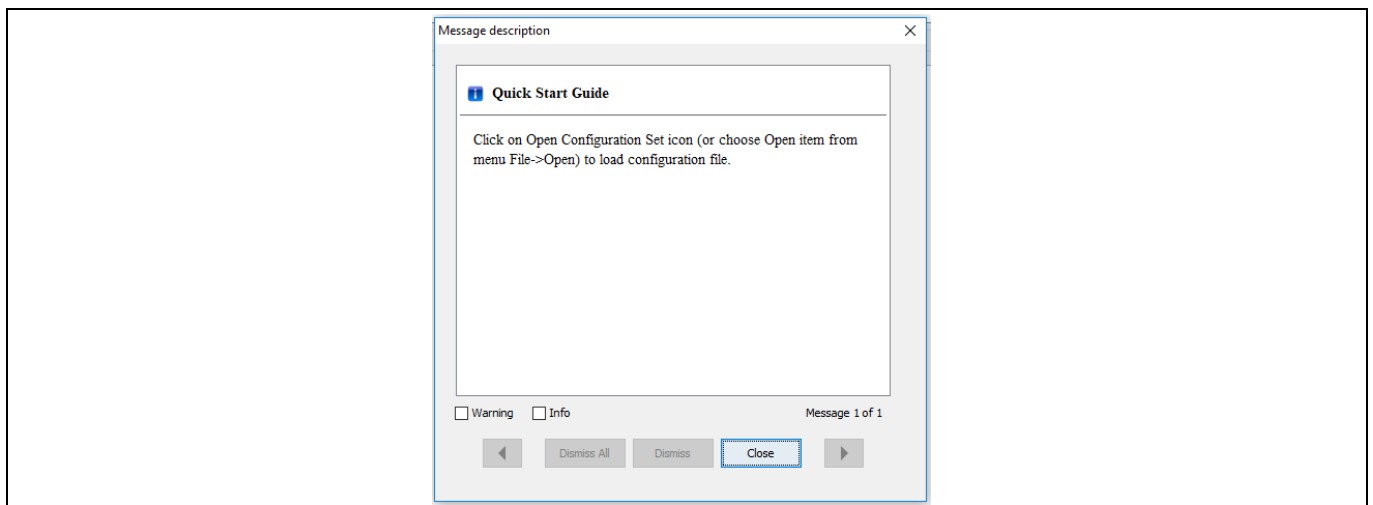 Message description
Quick Start Guide
Click on Open Configuration Set icon (or choose Open item from
menu File->Open) to load configuration file.
Warning Info Message 1 of 1
Dismiss All Dismiss Close